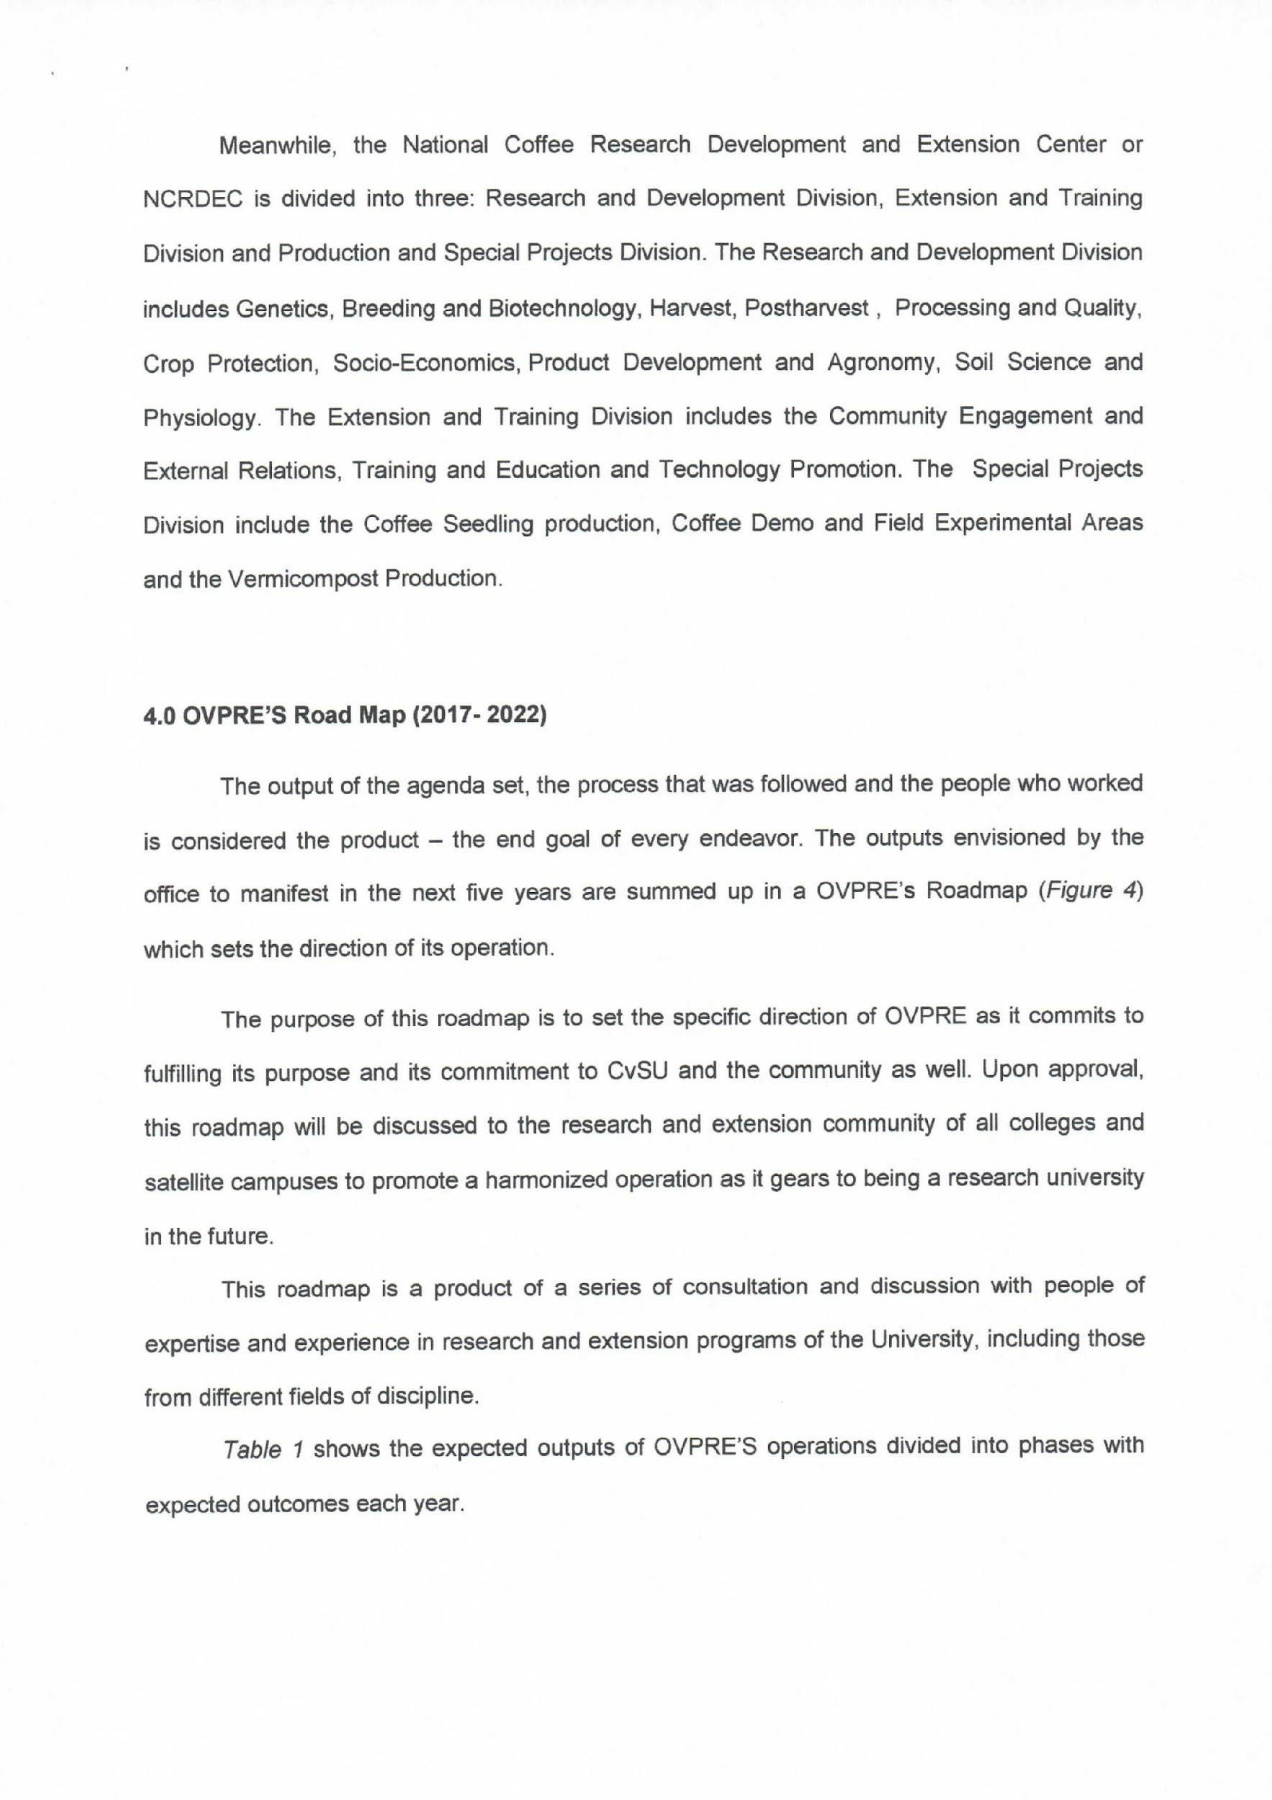 Meanwhile, the National Coffee Research Development and Extension Center or
NCRDEC is divided into three: Research and Development Division, Extension and Training
Division and Production and Special Projects Division. The Research and Development Division
includes Genetics, Breeding and Biotechnology, Harvest, Postharvest , Processing and Quality,
Crop Protection, Socio-Economics, Product Development and Agronomy, Soil Science and
Physiology. The Extension and Training Division includes the Community Engagement and
External Relations, Training and Education and Technology Promotion. The Special Projects
Division include the Coffee Seedling production, Coffee Demo and Field Experimental Areas
and the Vermicompost Production.
4.0 OVPRE'S Road Map (2017- 2022)
The output of the agenda set, the process that was followed and the people who worked
is considered the product – the end goal of every endeavor. The outputs envisioned by the
office to manifest in the next five years are summed up in a OVPRE's Roadmap (Figure 4)
which sets the direction of its operation.
The purpose of this roadmap is to set the specific direction of OVPRE as it commits to
fulfilling its purpose and its commitment to CvSU and the community as well. Upon approval,
this roadmap will be discussed to the research and extension community of all colleges and
satellite campuses to promote a harmonized operation as it gears to being a research university
in the future.
This roadmap is a product of a series of consultation and discussion with people of
expertise and experience in research and extension programs of the University, including those
from different fields of discipline.
Table 1 shows the expected outputs of OVPRE'S operations divided into phases with
expected outcomes each year.